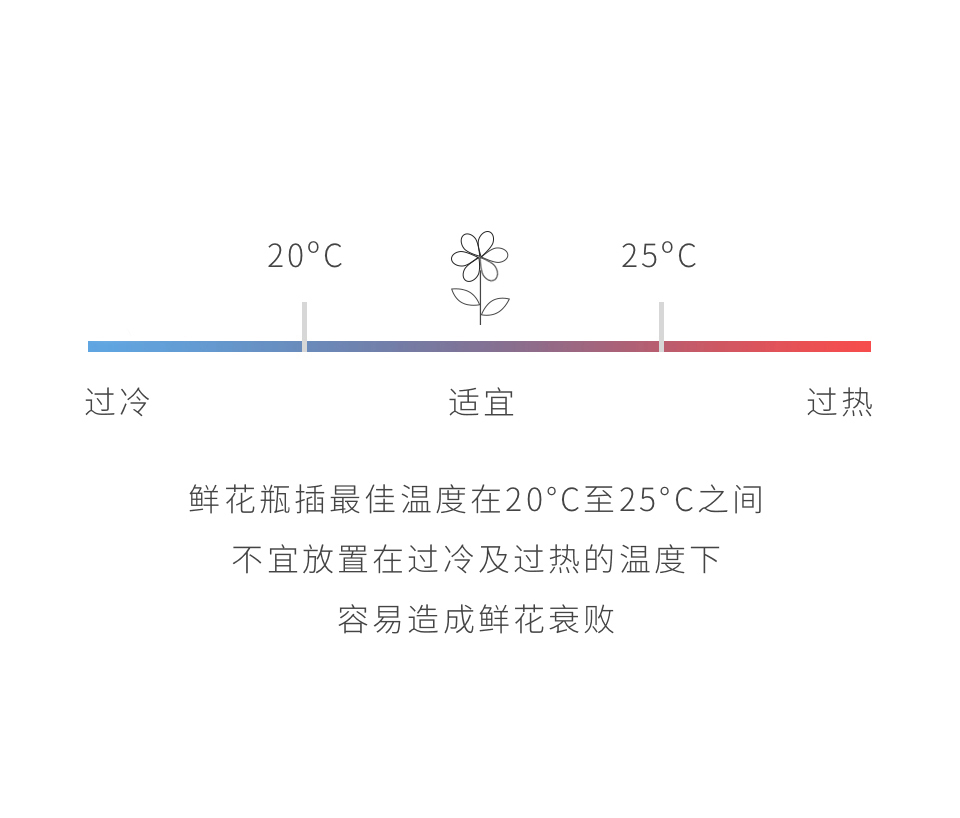 20ºC 25ºC
过冷 适宜 过热
鲜花瓶插最佳温度在20°C至25°C之间
不宜放置在过冷及过热的温度下
容易造成鲜花衰败